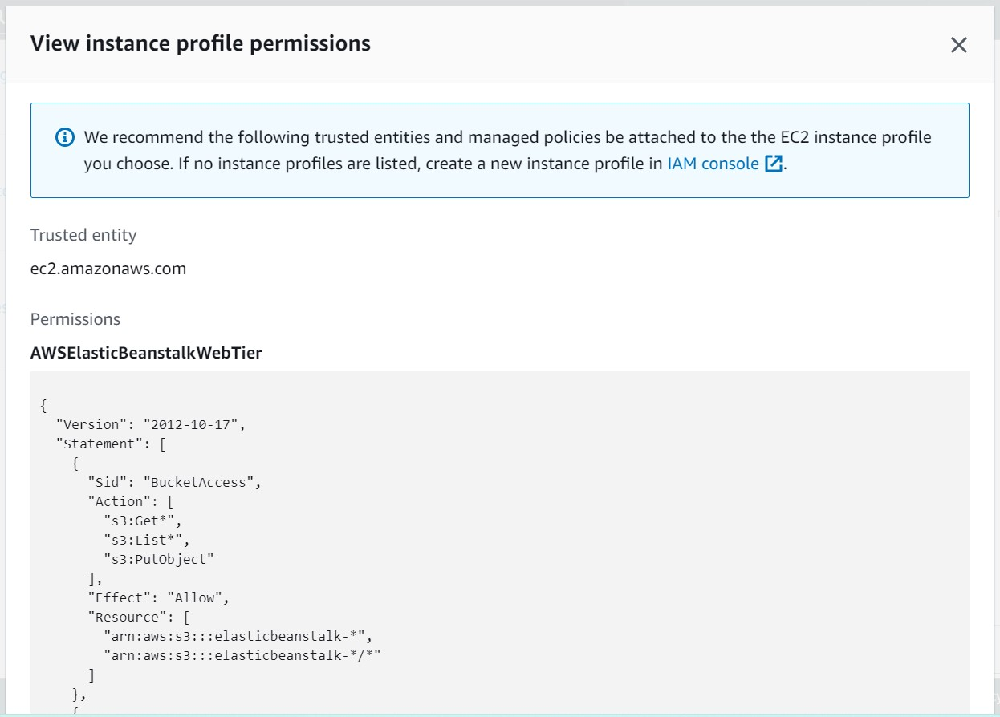 View instance profile permissions
We recommend the following trusted entities and managed policies be attached to the the EC2 instance profile
you choose. If no instance profiles are listed, create a new instance profile in IAM console.
Trusted entity
ec2.amazonaws.com
Permissions
AWSElasticBeanstalkWebTier
{
  "Version": "2012-10-17",
  "Statement": [
    {
      "Sid": "BucketAccess",
      "Action": [
        "s3:Get*",
        "s3:List*",
        "s3:PutObject"
      ],
      "Effect": "Allow",
      "Resource": [
        "arn:aws:s3:::elasticbeanstalk-*",
        "arn:aws:s3:::elasticbeanstalk-*/*"
      ]
    },
    {